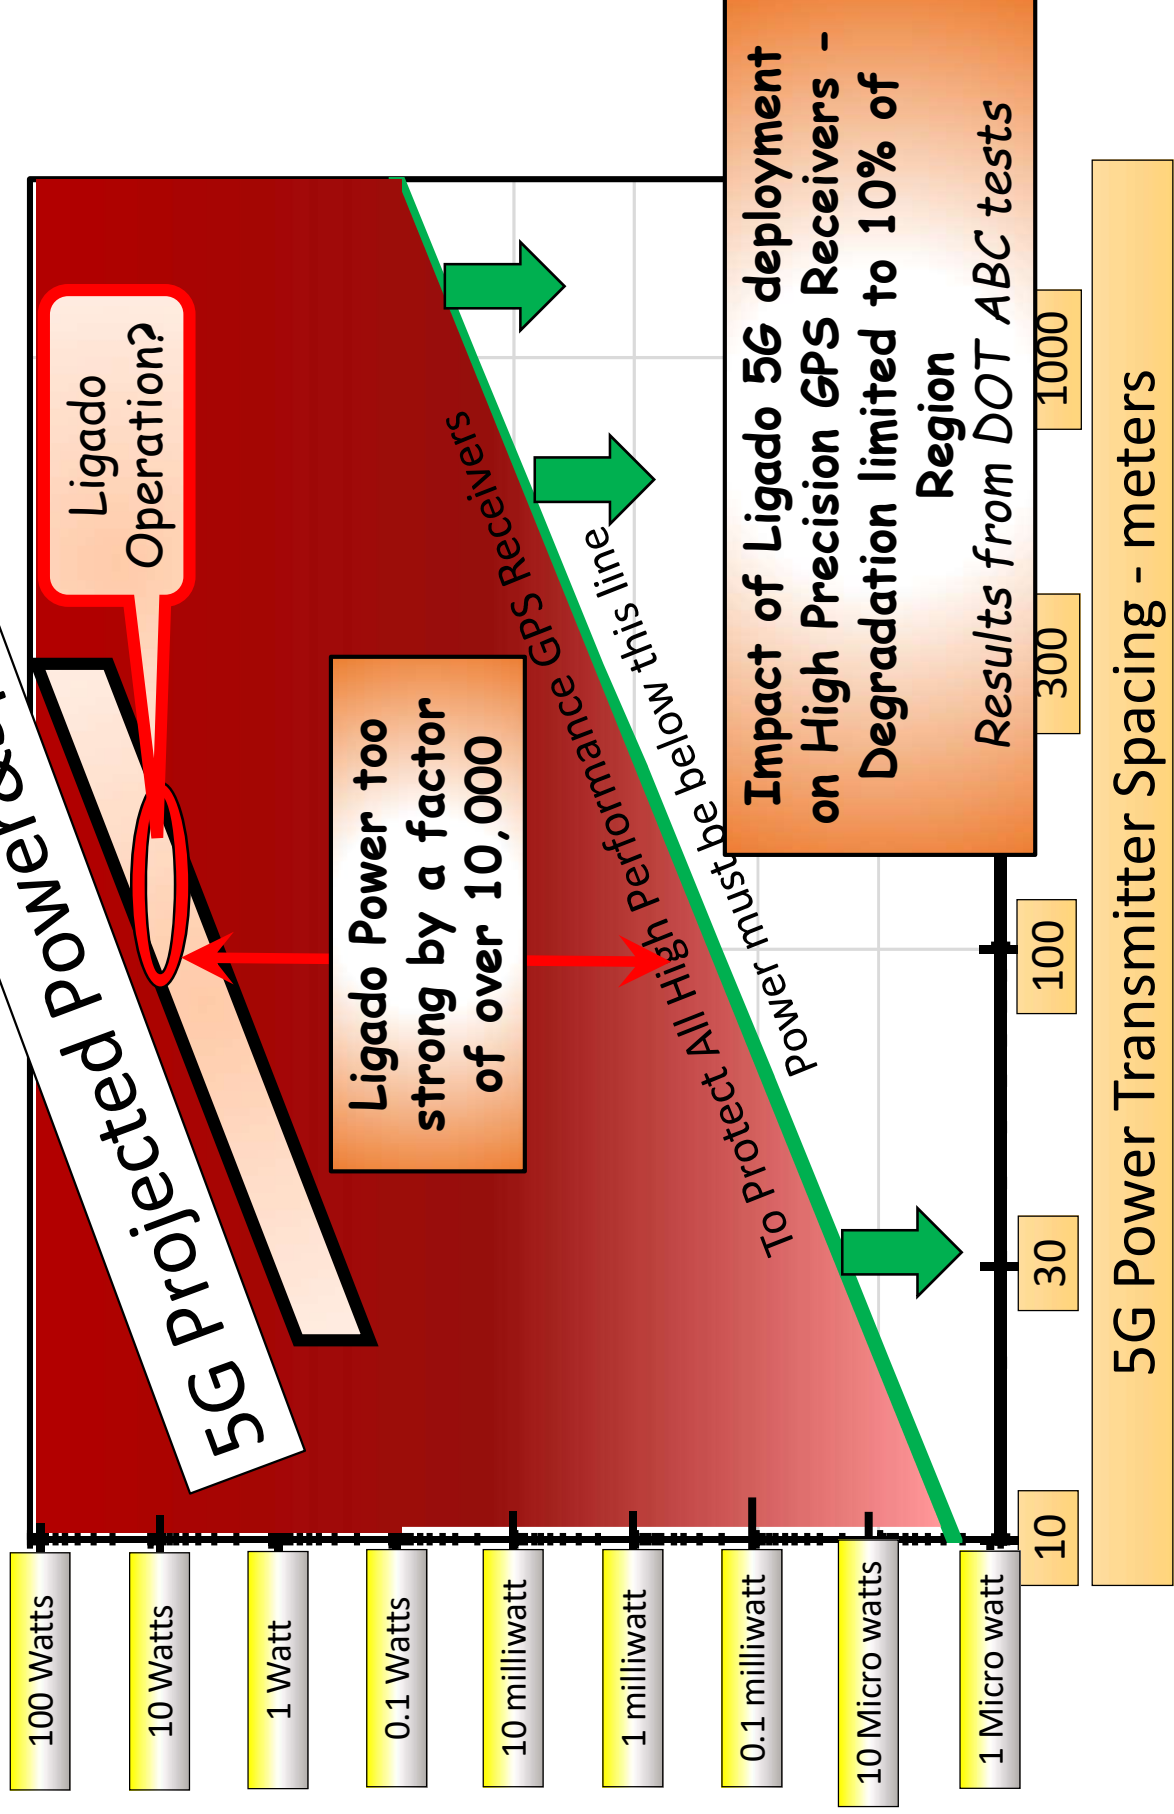 5G Projected Power
Ligado
Operation?
Ligado Power too
strong by a factor
of over 10,000
To Protect All High Performance GPS Receivers
Power must be below this line
Impact of Ligado 5G deployment
on High Precision GPS Receivers -
Degradation limited to 10% of
Region
Results from DOT ABC tests
100 Watts
10 Watts
1 Watt
0.1 Watts
10 milliwatt
1 milliwatt
0.1 milliwatt
10 Micro watts
1 Micro watt
10
30
100
300
1000
5G Power Transmitter Spacing - meters